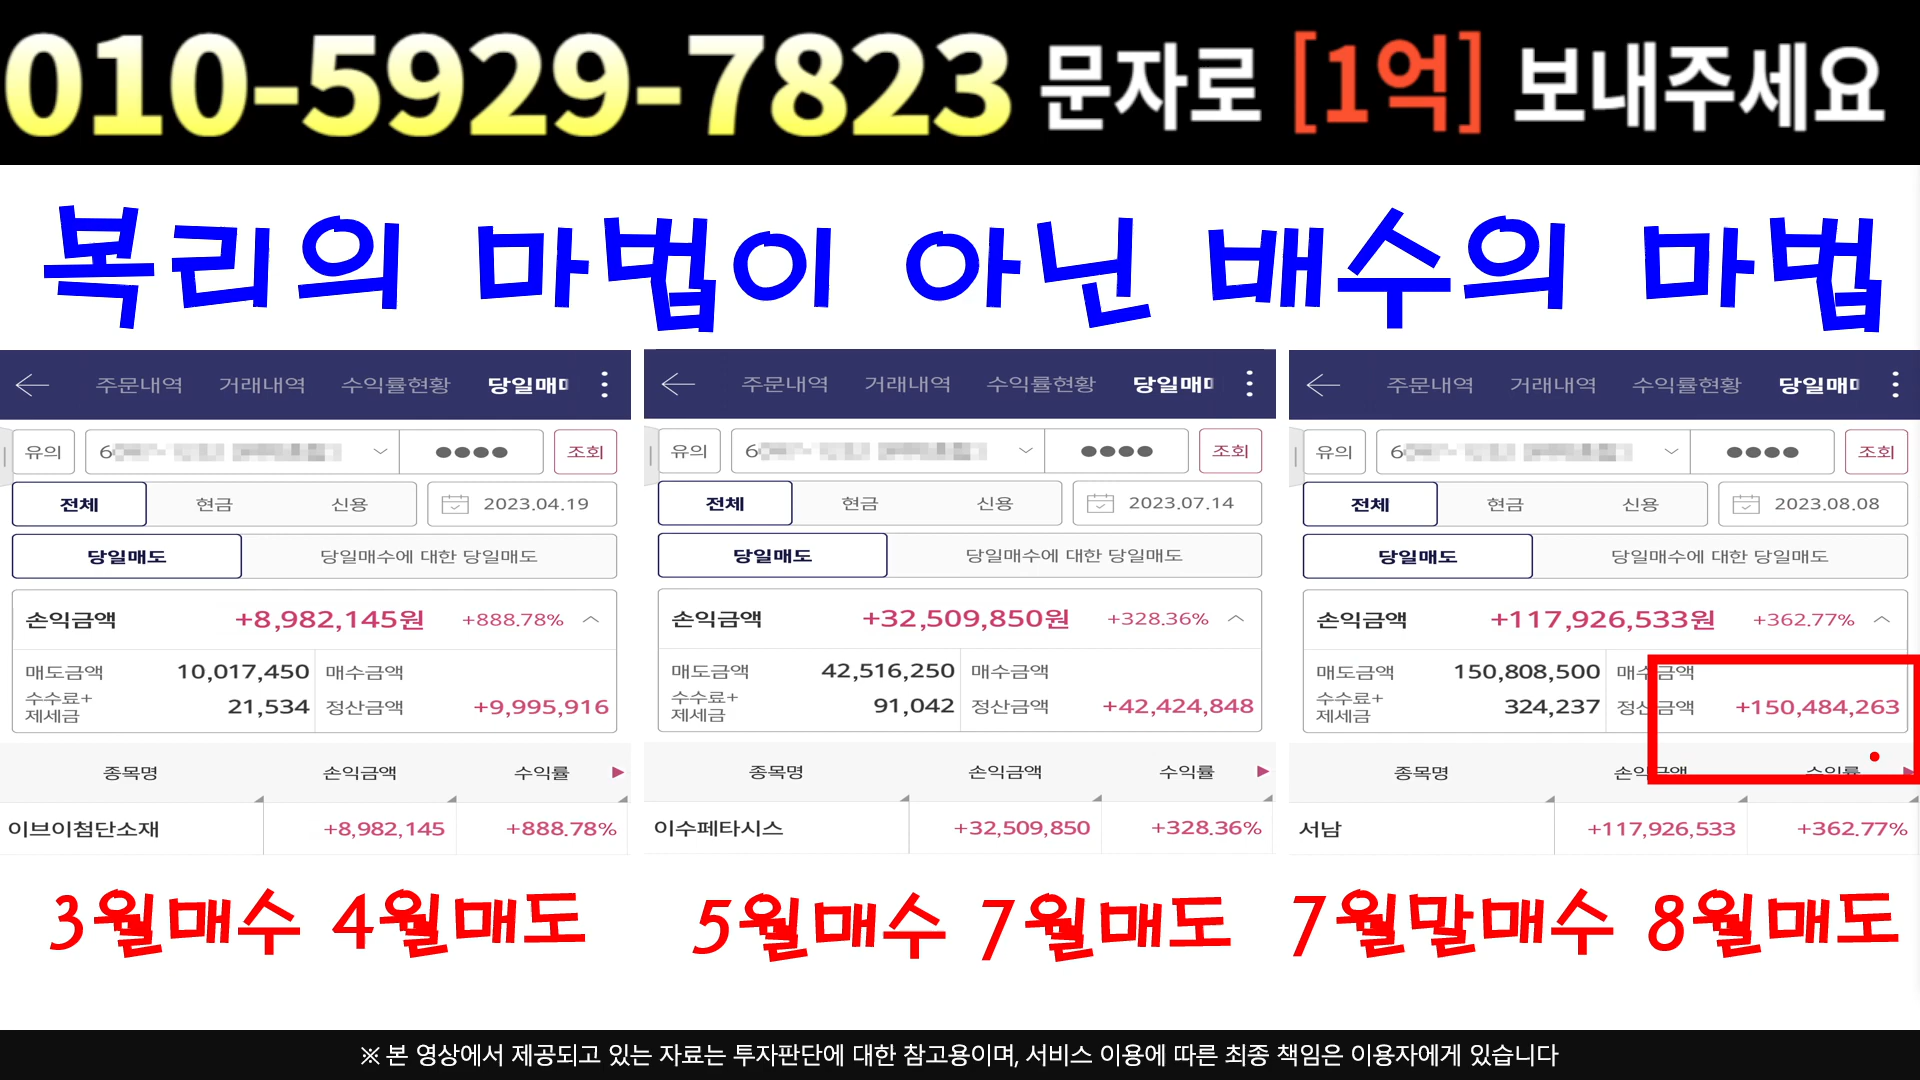 010-5929-7823 문자로 [1억] 보내주세요
복리의 마법이 아닌 배수의 마법
주문내역 거래내역 수익률현황 당일매
유의 6 ●●●● 조회
전체 현금 신용 2023.04.19
당일매도 당일매수에 대한 당일매도
손익금액 +8,982,145원 +888.78%
매도금액 10,017,450 매수금액
수수료+
제세금 21,534 정산금액 +9,995,916
종목명 손익금액 수익률
이브이첨단소재 +8,982,145 +888.78%
3월매수 4월매도
주문내역 거래내역 수익률현황 당일매
유의 6 ●●●● 조회
전체 현금 신용 2023.07.14
당일매도 당일매수에 대한 당일매도
손익금액 +32,509,850원 +328.36%
매도금액 42,516,250 매수금액
수수료+
제세금 91,042 정산금액 +42,424,848
종목명 손익금액 수익률
이수페타시스 +32,509,850 +328.36%
5월매수 7월매도
주문내역 거래내역 수익률현황 당일매
유의 6 ●●●● 조회
전체 현금 신용 2023.08.08
당일매도 당일매수에 대한 당일매도
손익금액 +117,926,533원 +362.77%
매도금액 150,808,500 매수금액
수수료+
제세금 324,237 정산금액 +150,484,263
종목명 손익금액 수익률
서남 +117,926,533 +362.77%
7월말매수 8월매도
※ 본 영상에서 제공되고 있는 자료는 투자판단에 대한 참고용이며, 서비스 이용에 따른 최종 책임은 이용자에게 있습니다